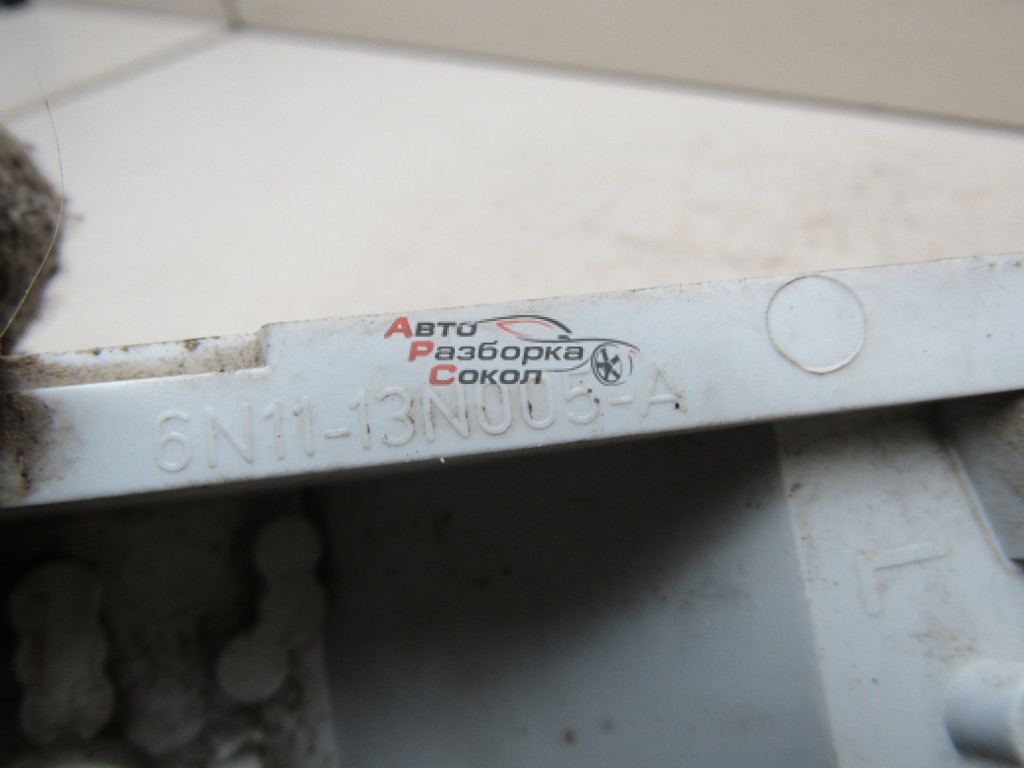 Авто
Разборка
Сокол
6N11-13N005-A
L